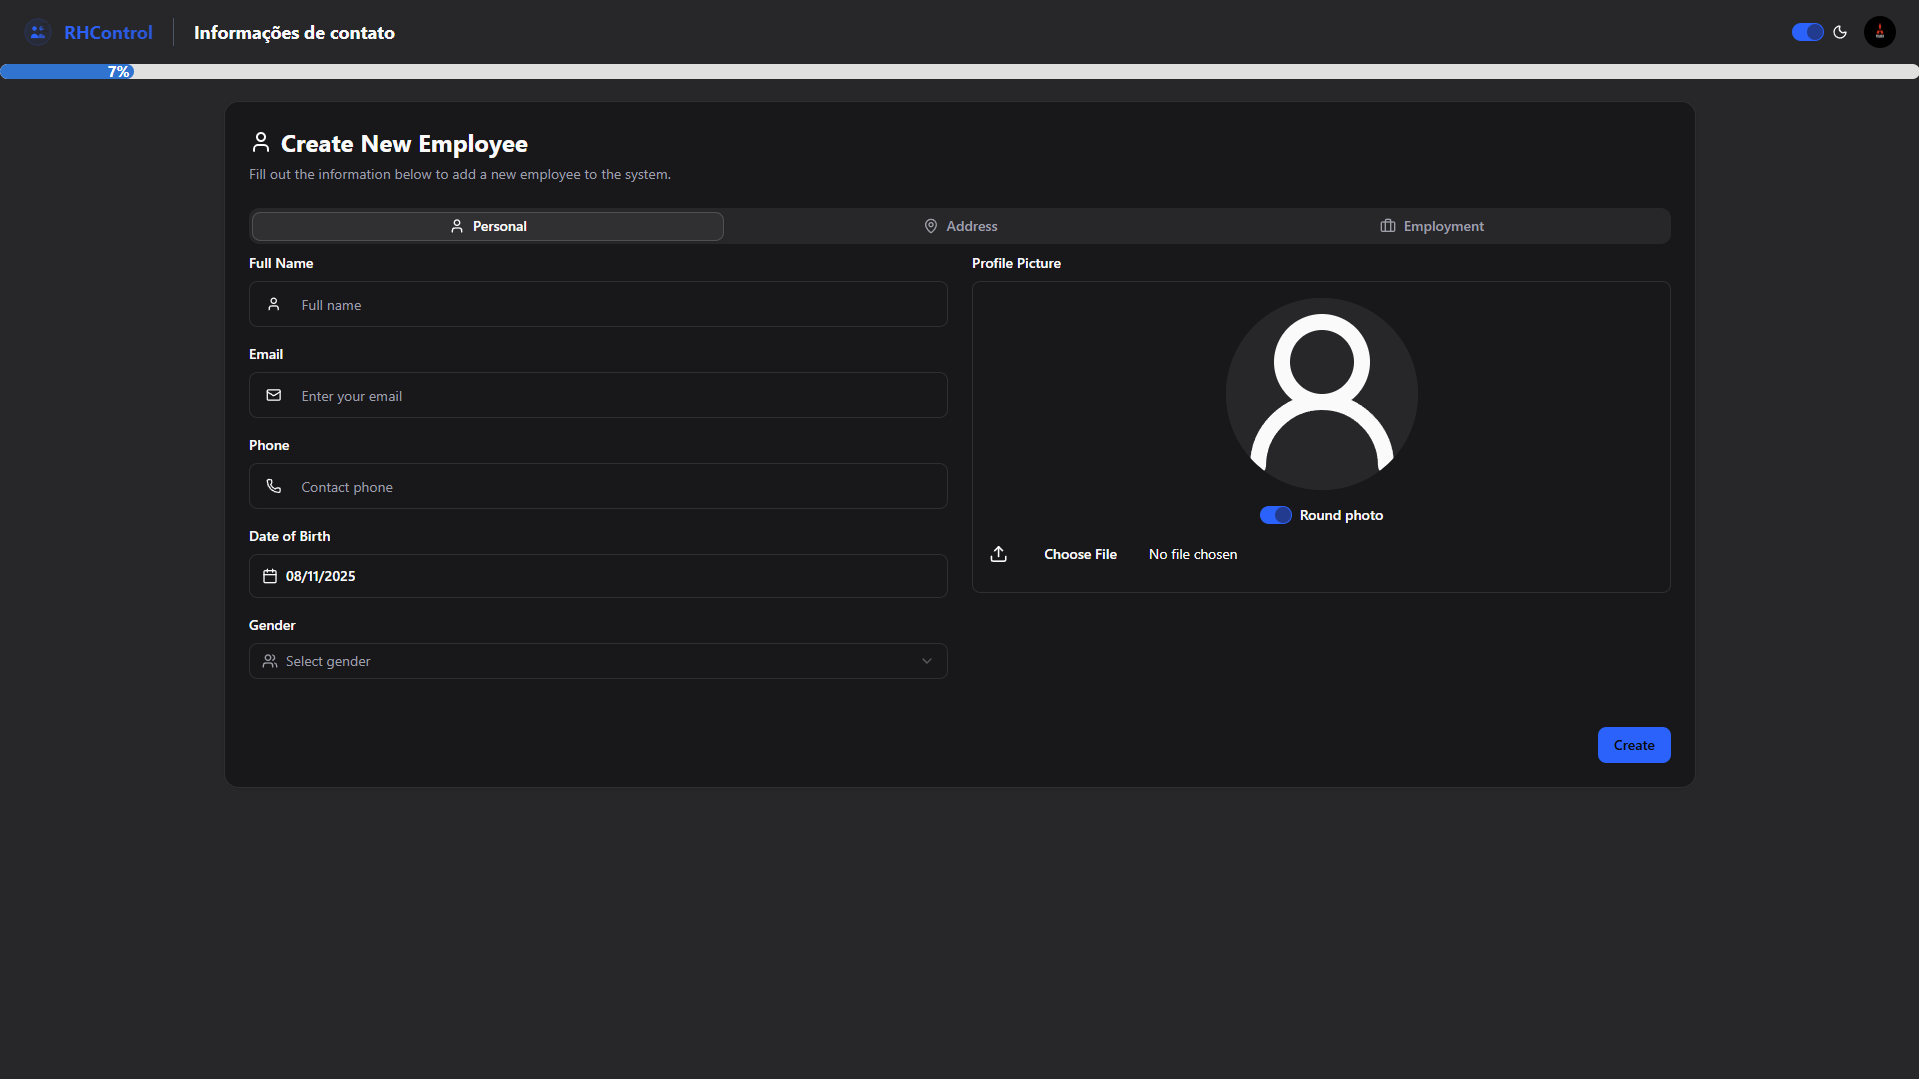 RHControl
Informações de contato
7%
Create New Employee
Fill out the information below to add a new employee to the system.
Personal
Address
Employment
Full Name
Full name
Email
Enter your email
Phone
Contact phone
Date of Birth
08/11/2025
Gender
Select gender
Profile Picture
Round photo
Choose File
No file chosen
Create